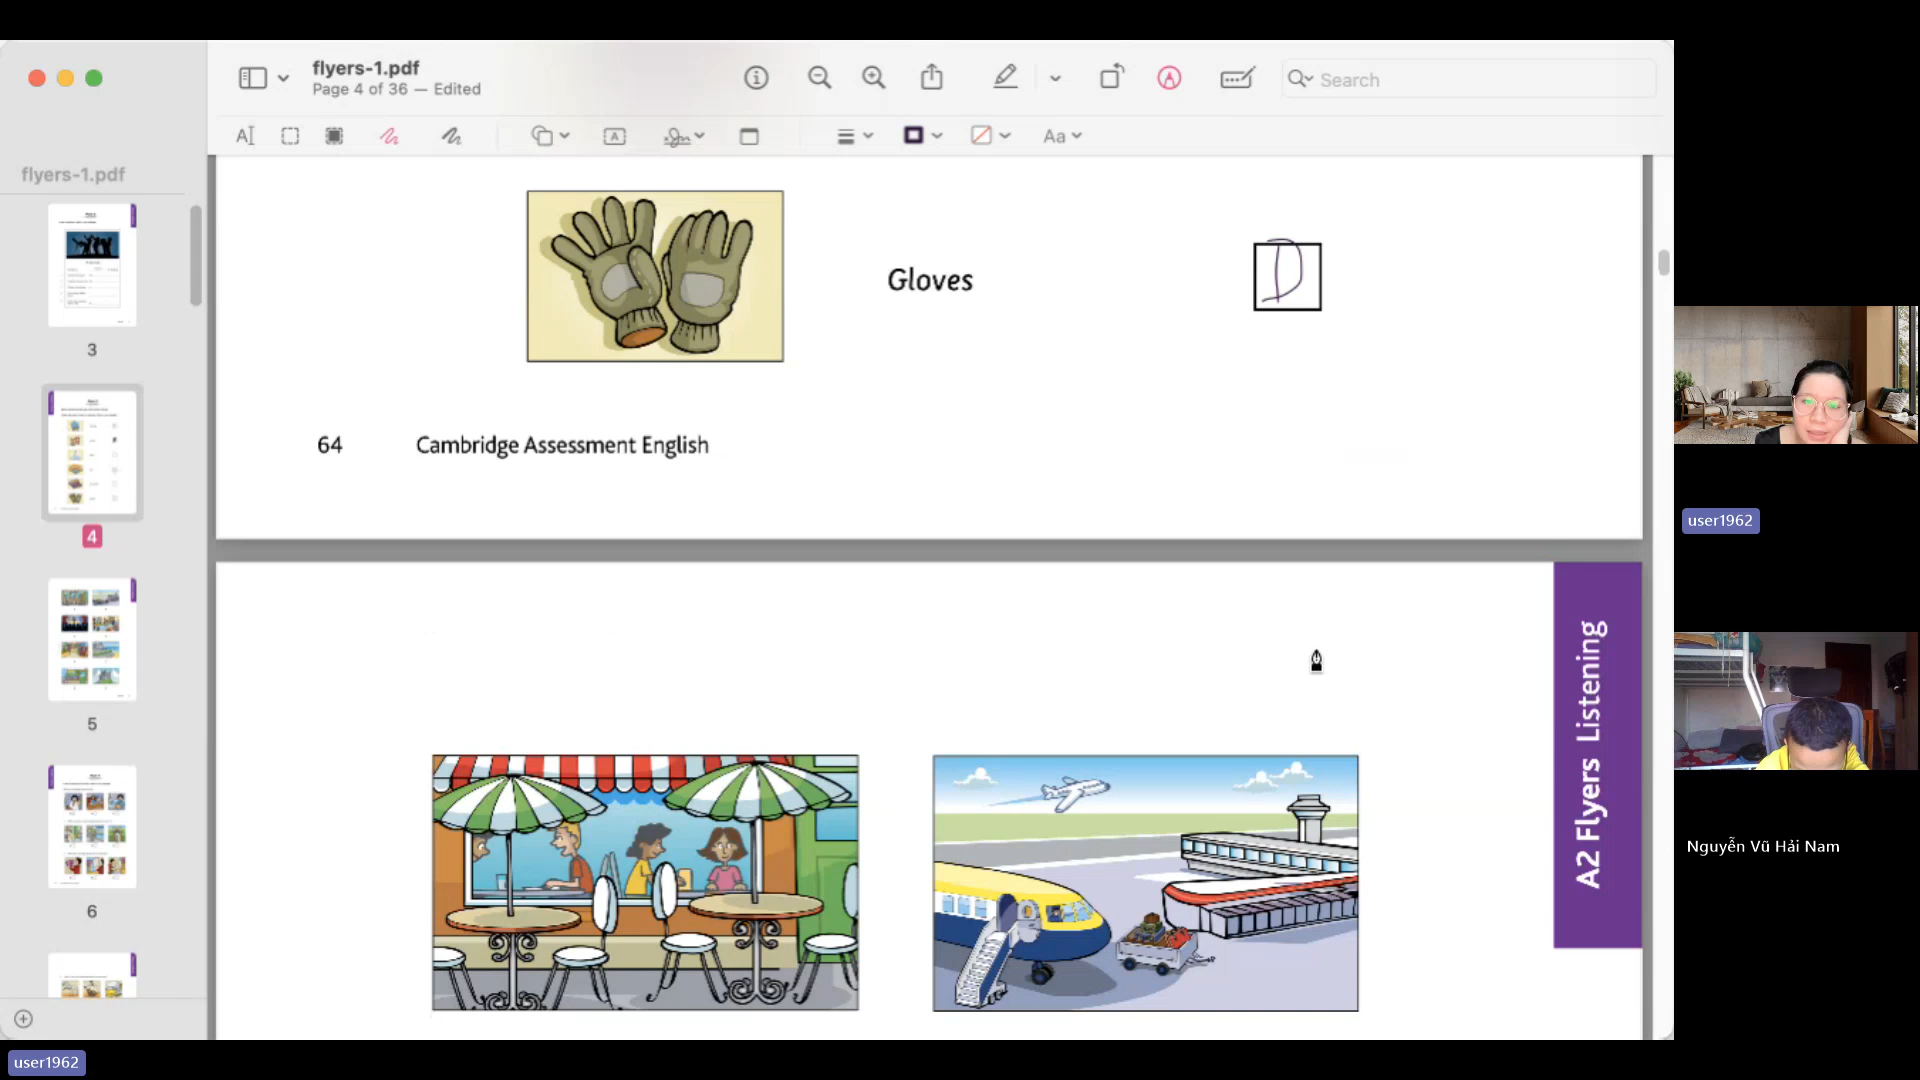 flyers-1.pdf
Page 4 of 36 — Edited
Search
Aa
flyers-1.pdf
3
4
5
6
Gloves
D
64 Cambridge Assessment English
A2 Flyers Listening
user1962
Nguyễn Vũ Hải Nam
user1962